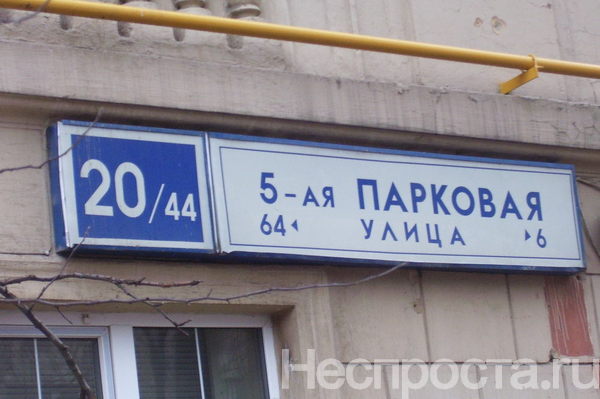 20/44
5-ая ПАРКОВАЯ
64 УЛИЦА 6
Неспроста.ru